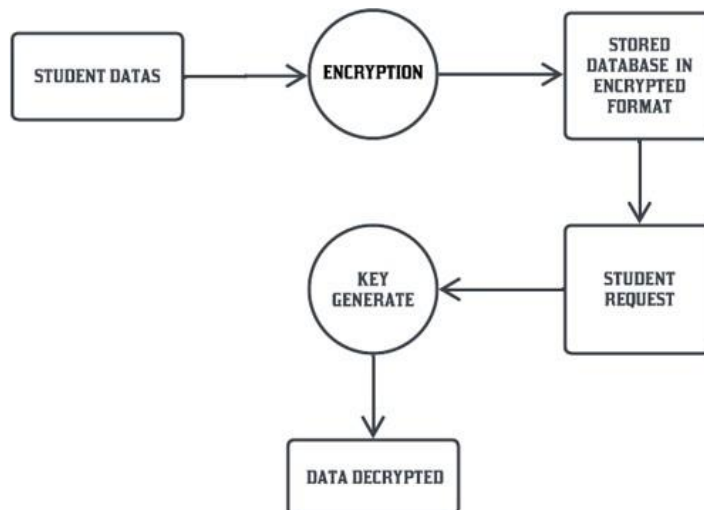 STUDENT DATAS
ENCRYPTION
STORED
DATABASE IN
ENCRYPTED
FORMAT
KEY
GENERATE
STUDENT
REQUEST
DATA DECRYPTED